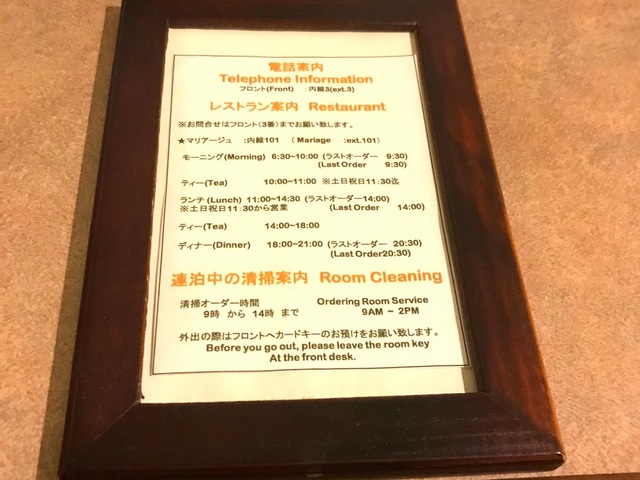 電話案内
Telephone Information
フロント(Front) :内線3(ext.3)
レストラン案内 Restaurant
※お問合せはフロント(3番)までお願い致します。
★マリアージュ :内線101 ( Mariage :ext.101)
モーニング(Morning) 6:30~10:00 (ラストオーダー 9:30)
(Last Order 9:30)
ティー(Tea) 10:00~11:00 ※土日祝日11:30迄
ランチ(Lunch) 11:00~14:30 (ラストオーダー14:00)
※土日祝日11:30から営業 (Last Order 14:00)
ティー(Tea) 14:00~18:00
ディナー(Dinner) 18:00~21:00 (ラストオーダー 20:30)
(Last Order20:30)
連泊中の清掃案内 Room Cleaning
清掃オーダー時間 Ordering Room Service
9時 から 14時 まで 9AM ~ 2PM
外出の際はフロントへカードキーのお預けをお願い致します。
Before you go out, please leave the room key
At the front desk.